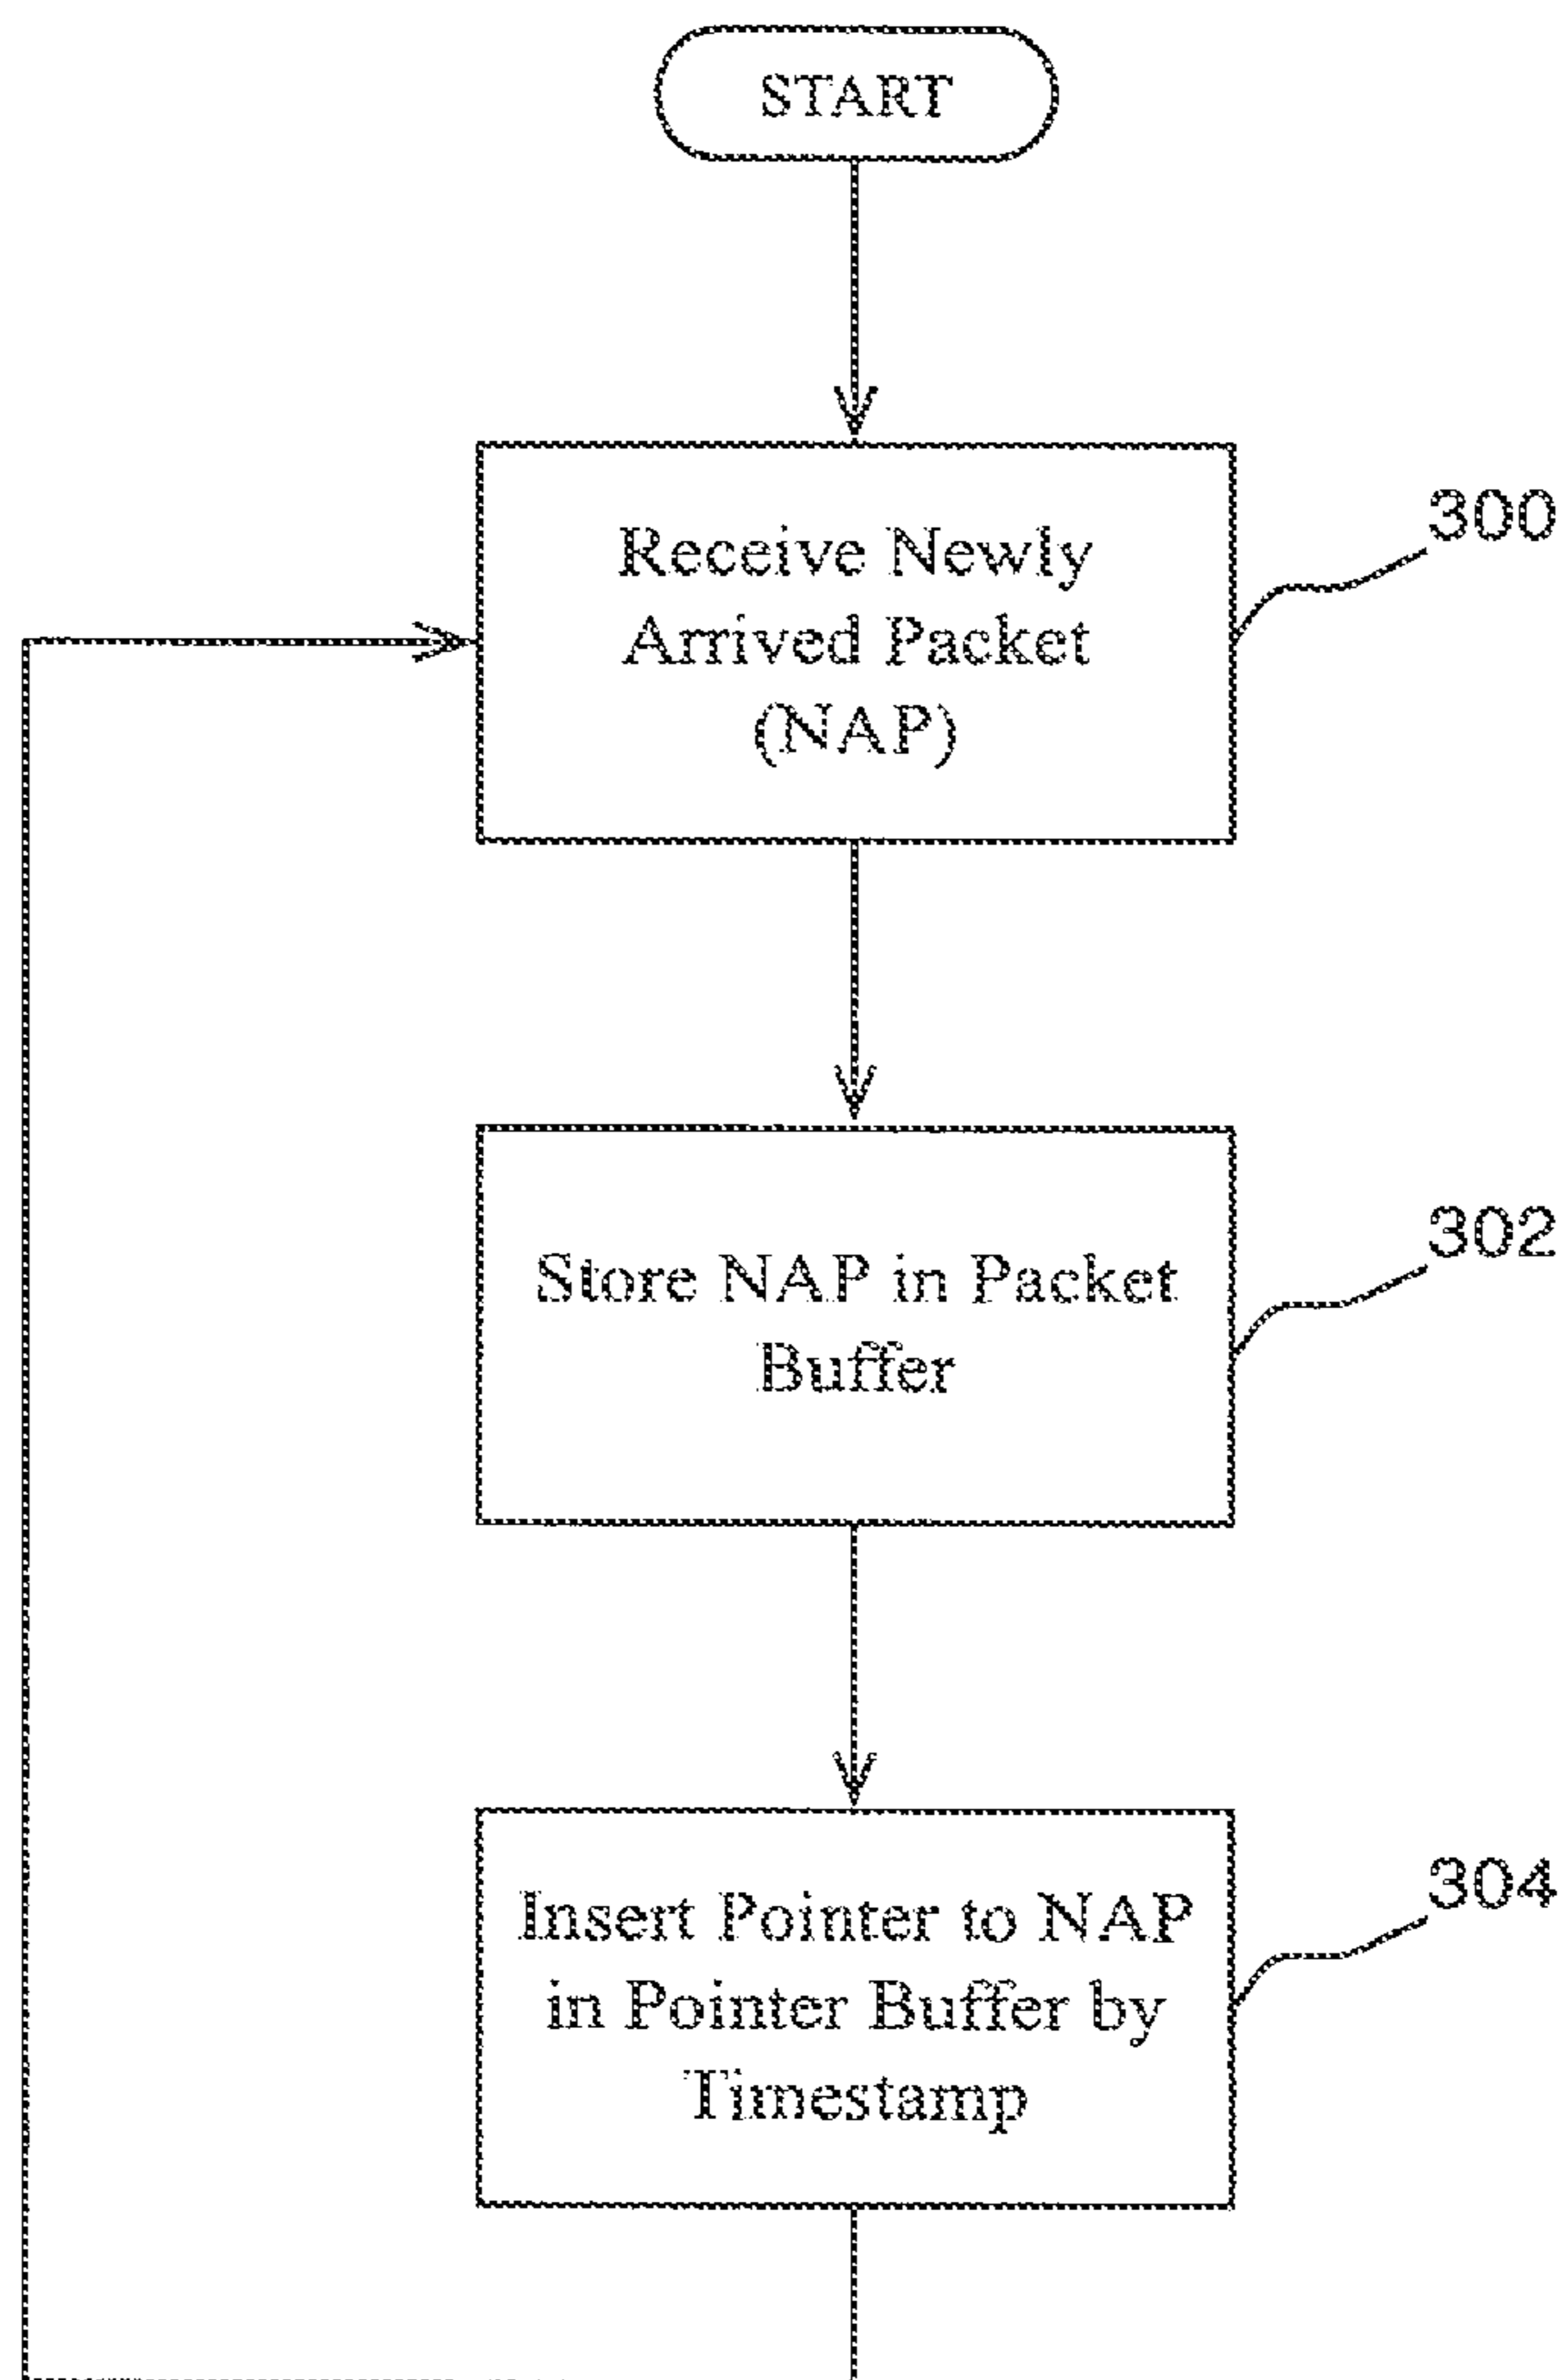 START
Receive Newly
Arrived Packet
(NAP)
300
Store NAP in Packet
Buffer
302
Insert Pointer to NAP
in Pointer Buffer by
Timestamp
304